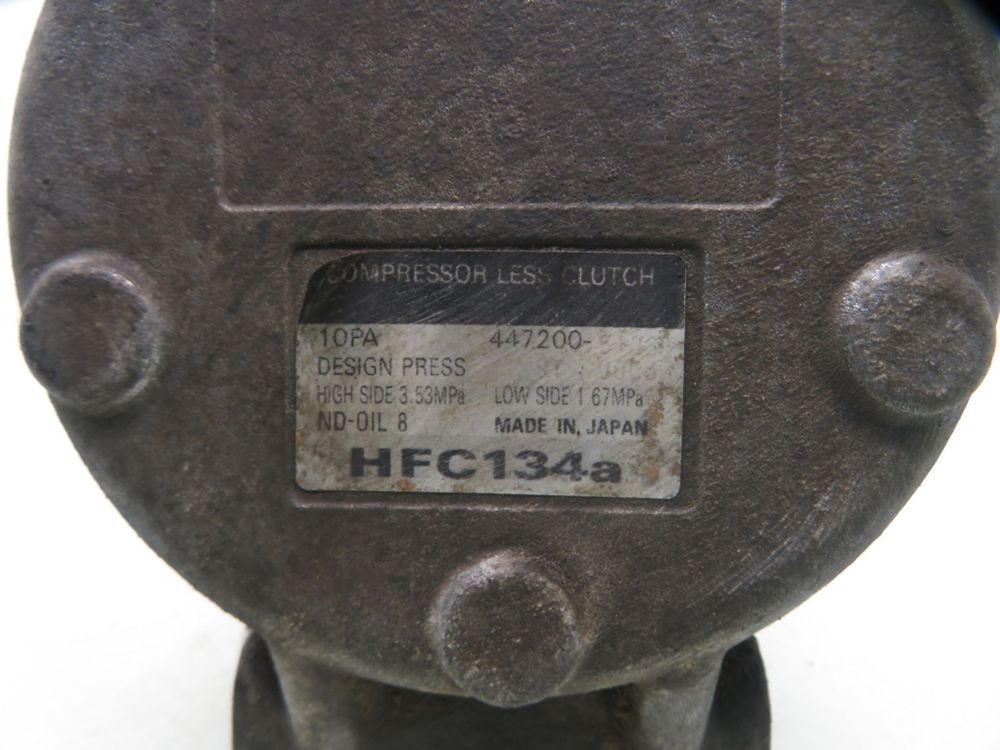 COMPRESSOR LESS CLUTCH
10PA 447200-
DESIGN PRESS
HIGH SIDE 3.53MPa LOW SIDE 1.67MPa
ND-OIL 8 MADE IN JAPAN
HFC134a